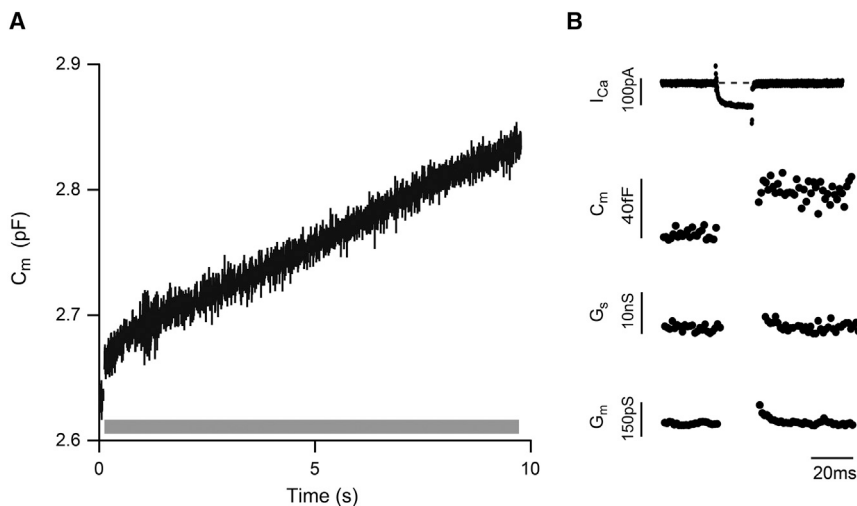 A
2.9
2.8
2.7
2.6
Cm (pF)
0
5
10
Time (s)
B
ICa
100pA
Cm
40fF
Gs
10nS
Gm
150pS
20ms